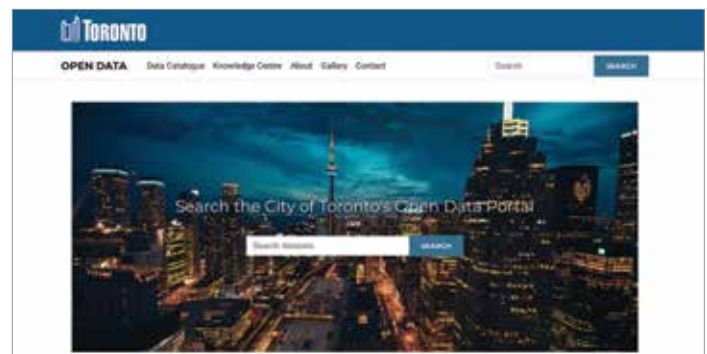 TORONTO
OPEN DATA Data Catalogue Knowledge Centre About Gallery Contact Search SEARCH
Search the City of Toronto's Open Data Portal
Search datasets SEARCH